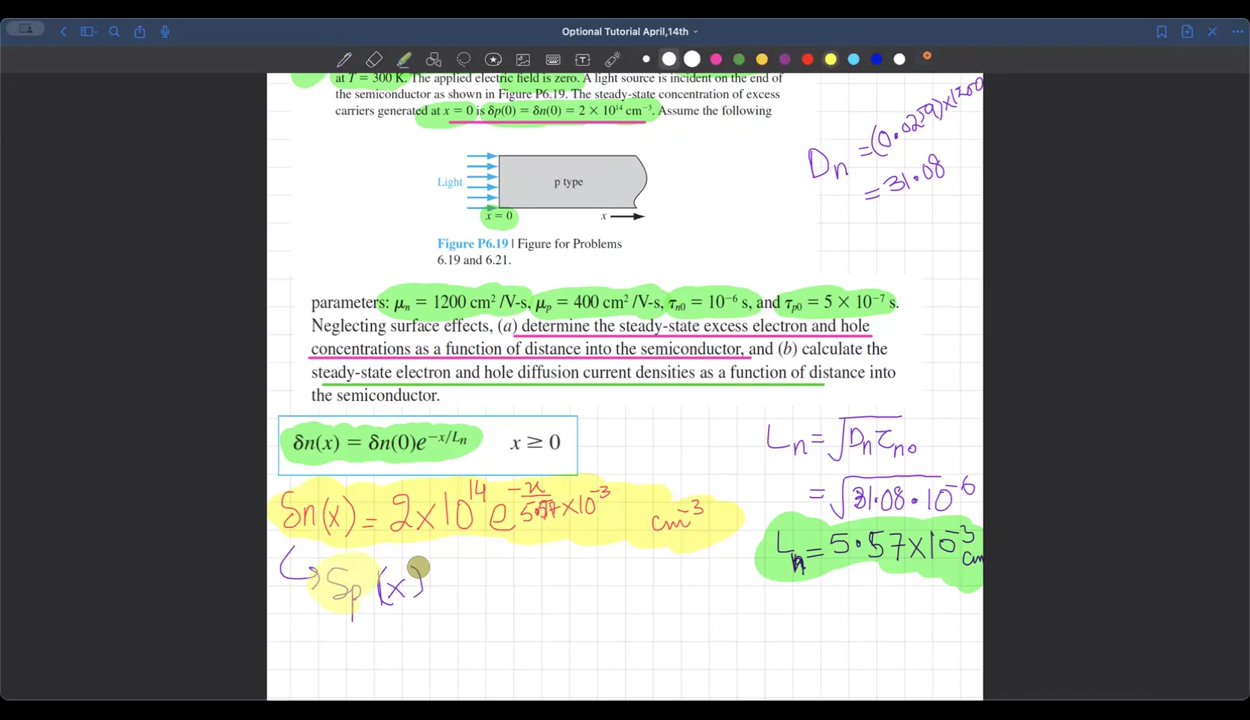 Optional Tutorial April,14th
at T = 300 K. The applied electric field is zero. A light source is incident on the end of
the semiconductor as shown in Figure P6.19. The steady-state concentration of excess
carriers generated at x = 0 is δp(0) = δn(0) = 2 × 10¹⁴ cm⁻³. Assume the following
Dn = (0.0259)×1200
= 31.08
Light
p type
x = 0
x
Figure P6.19 | Figure for Problems
6.19 and 6.21.
parameters: μn = 1200 cm² /V-s, μp = 400 cm² /V-s, τn0 = 10⁻⁶ s, and τp0 = 5 × 10⁻⁷ s.
Neglecting surface effects, (a) determine the steady-state excess electron and hole
concentrations as a function of distance into the semiconductor, and (b) calculate the
steady-state electron and hole diffusion current densities as a function of distance into
the semiconductor.
δn(x) = δn(0)e^(−x/Ln) x ≥ 0
Ln = √(Dn τn0)
= √(31.08 · 10⁻⁶)
Ln = 5.57×10⁻³ cm
δn(x) = 2×10¹⁴ e^(−x/5.57×10⁻³) cm⁻³
↳ δp(x)